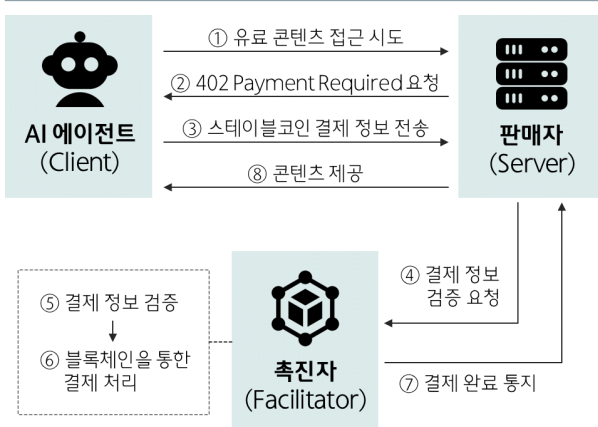 ① 유료 콘텐츠 접근 시도
② 402 Payment Required 요청
③ 스테이블코인 결제 정보 전송
⑧ 콘텐츠 제공
AI 에이전트
(Client)
판매자
(Server)
④ 결제 정보
검증 요청
⑤ 결제 정보 검증
⑥ 블록체인을 통한
결제 처리
촉진자
(Facilitator)
⑦ 결제 완료 통지